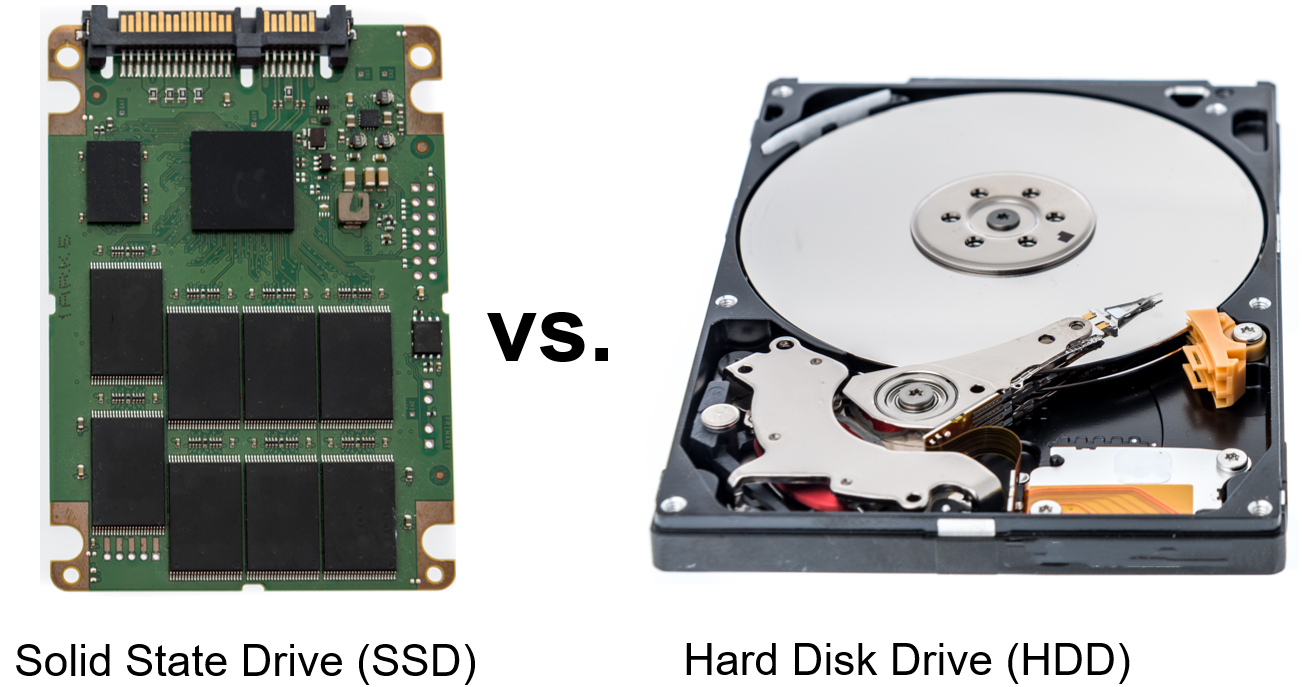 vs.
Solid State Drive (SSD)
Hard Disk Drive (HDD)